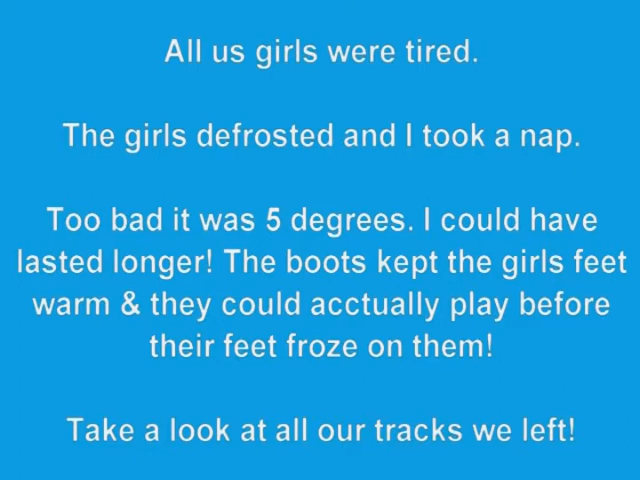 All us girls were tired.
The girls defrosted and I took a nap.
Too bad it was 5 degrees. I could have
lasted longer! The boots kept the girls feet
warm & they could acctually play before
their feet froze on them!
Take a look at all our tracks we left!